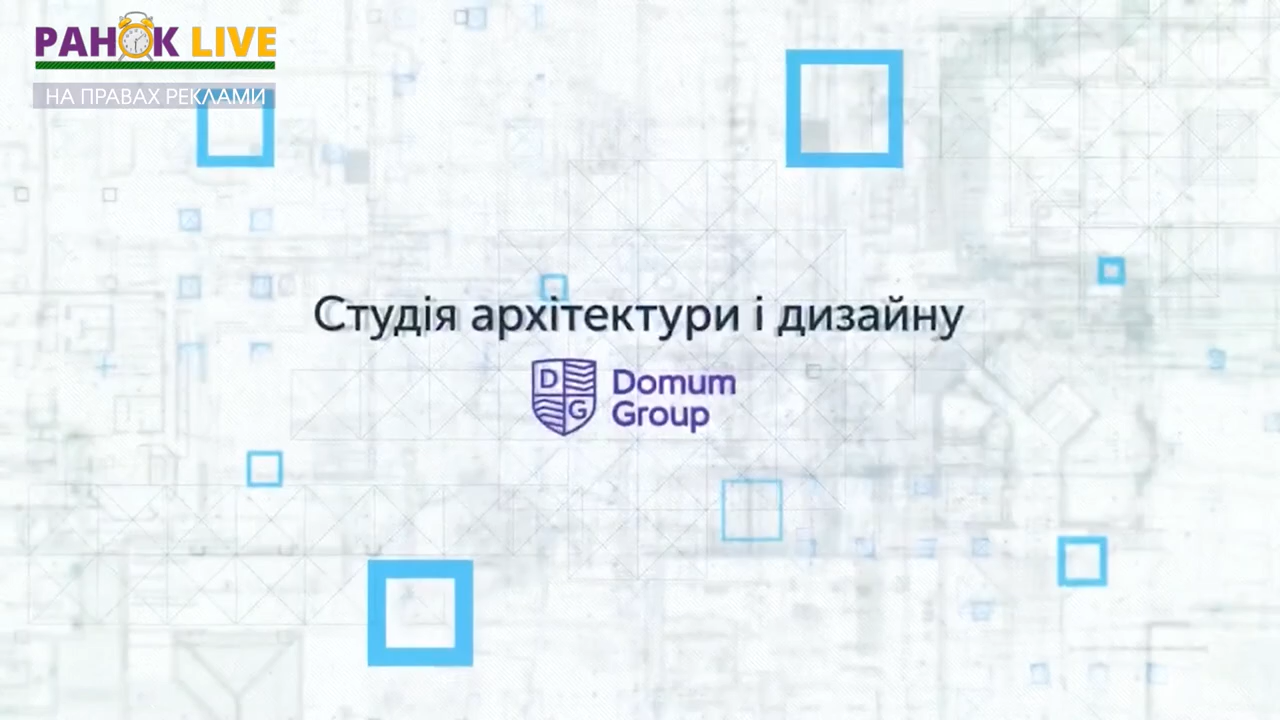 РАНОК LIVE
НА ПРАВАХ РЕКЛАМИ
Студія архітектури і дизайну
D
G
Domum
Group